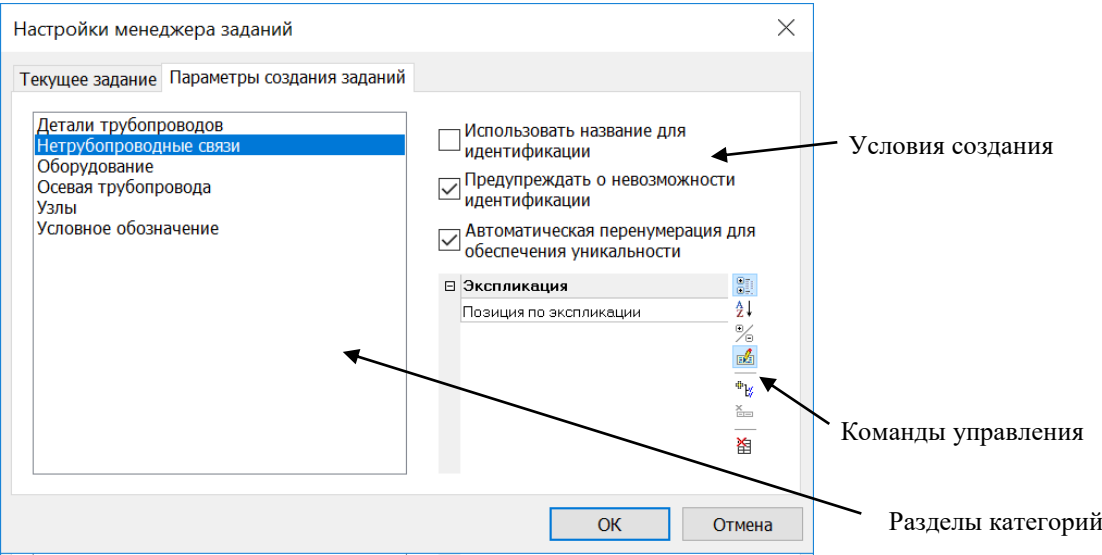 Настройки менеджера заданий
Текущее задание
Параметры создания заданий
Детали трубопроводов
Нетрубопроводные связи
Оборудование
Осевая трубопровода
Узлы
Условное обозначение
Использовать название для
идентификации
Предупреждать о невозможности
идентификации
Автоматическая перенумерация для
обеспечения уникальности
Экспликация
Позиция по экспликации
ОК
Отмена
Условия создания
Команды управления
Разделы категорий